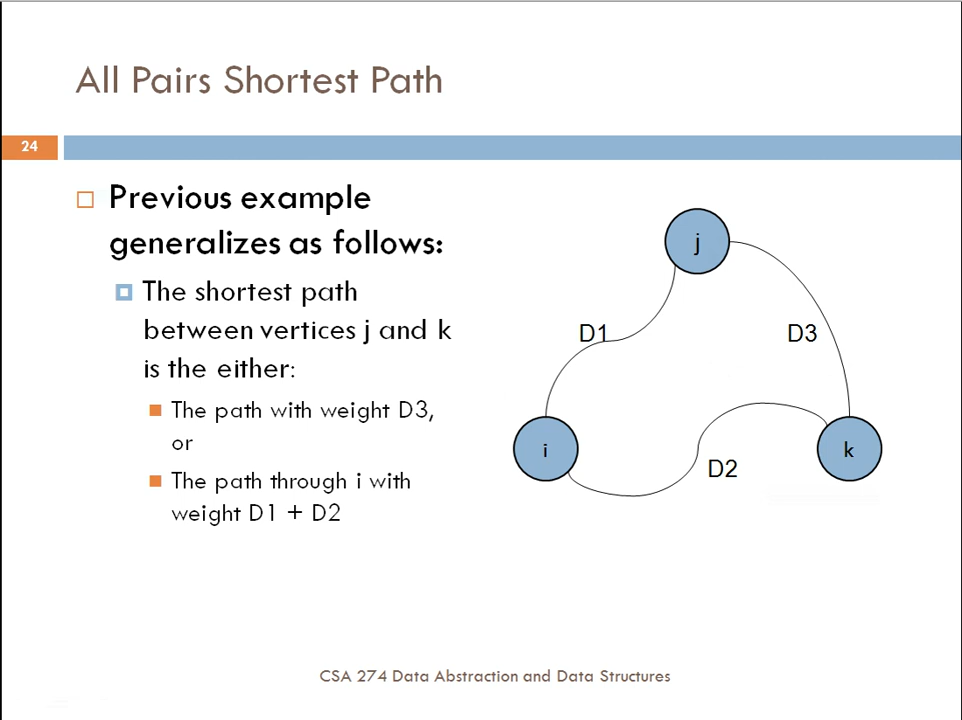 All Pairs Shortest Path
24
Previous example
generalizes as follows:
The shortest path
between vertices j and k
is the either:
The path with weight D3,
or
The path through i with
weight D1 + D2
j
D1
D3
i
k
D2
CSA 274 Data Abstraction and Data Structures